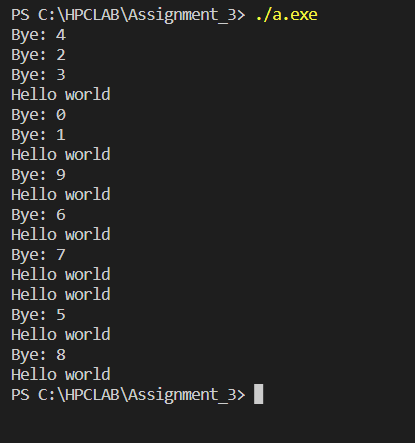 PS C:\HPCLAB\Assignment_3> ./a.exe
Bye: 4
Bye: 2
Bye: 3
Hello world
Bye: 0
Bye: 1
Hello world
Bye: 9
Hello world
Bye: 6
Hello world
Bye: 7
Hello world
Hello world
Bye: 5
Hello world
Bye: 8
Hello world
PS C:\HPCLAB\Assignment_3>